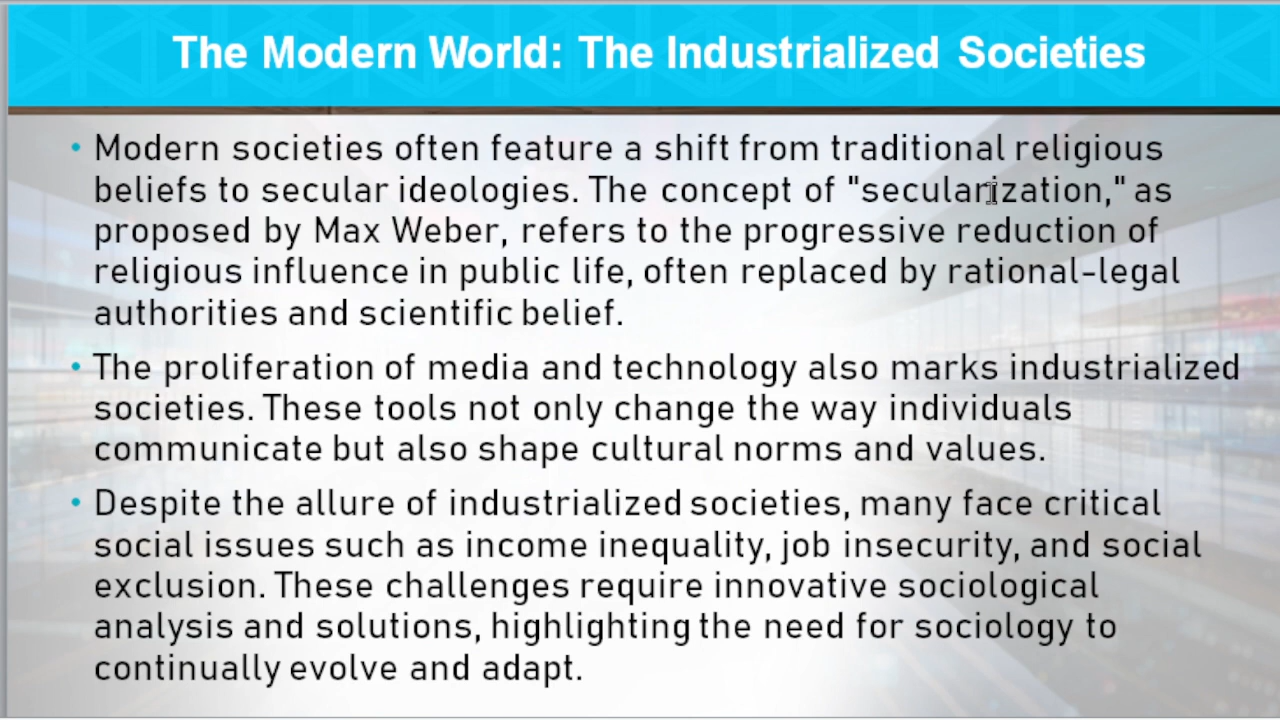 The Modern World: The Industrialized Societies
• Modern societies often feature a shift from traditional religious
beliefs to secular ideologies. The concept of "secularization," as
proposed by Max Weber, refers to the progressive reduction of
religious influence in public life, often replaced by rational-legal
authorities and scientific belief.
• The proliferation of media and technology also marks industrialized
societies. These tools not only change the way individuals
communicate but also shape cultural norms and values.
• Despite the allure of industrialized societies, many face critical
social issues such as income inequality, job insecurity, and social
exclusion. These challenges require innovative sociological
analysis and solutions, highlighting the need for sociology to
continually evolve and adapt.